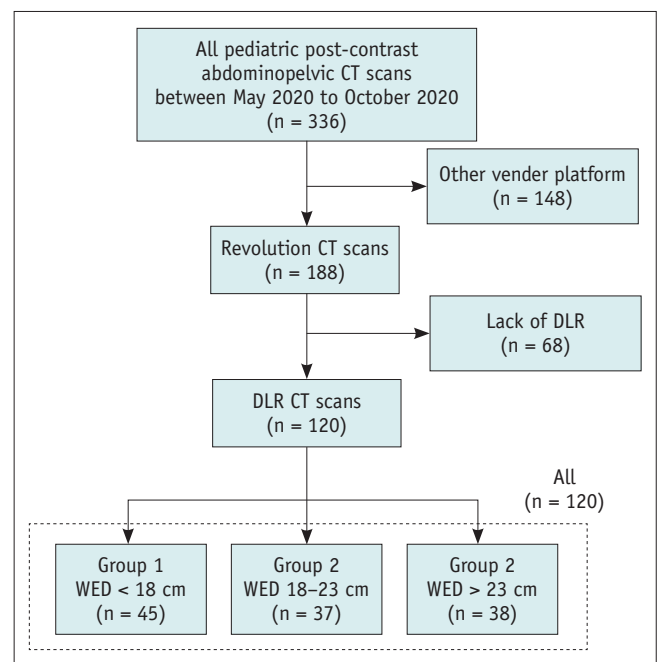 All pediatric post-contrast
abdominopelvic CT scans
between May 2020 to October 2020
(n = 336)
Other vender platform
(n = 148)
Revolution CT scans
(n = 188)
Lack of DLR
(n = 68)
DLR CT scans
(n = 120)
All
(n = 120)
Group 1
WED < 18 cm
(n = 45)
Group 2
WED 18–23 cm
(n = 37)
Group 2
WED > 23 cm
(n = 38)